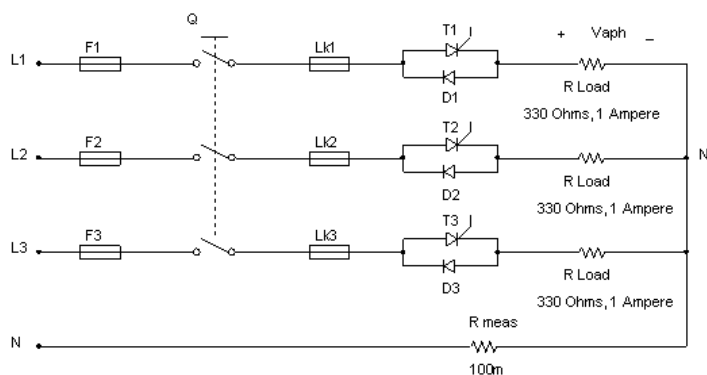 Q
T1
+ Vaph _
L1
F1
Lk1
D1
R Load
330 Ohms, 1 Ampere
T2
L2
F2
Lk2
N
D2
R Load
330 Ohms, 1 Ampere
T3
L3
F3
Lk3
D3
R Load
330 Ohms, 1 Ampere
R meas
N
100m